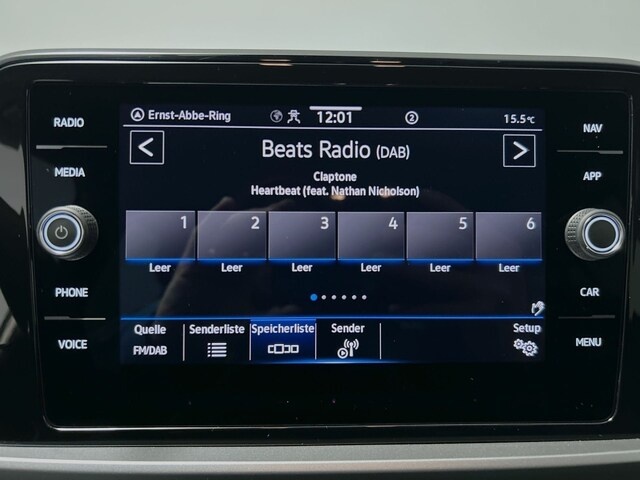 RADIO
MEDIA
PHONE
VOICE
Ernst-Abbe-Ring 12:01 2 15.5°C
Beats Radio (DAB)
Claptone
Heartbeat (feat. Nathan Nicholson)
1 2 3 4 5 6
Leer Leer Leer Leer Leer Leer
Quelle Senderliste Speicherliste Sender Setup
FM/DAB
NAV
APP
CAR
MENU